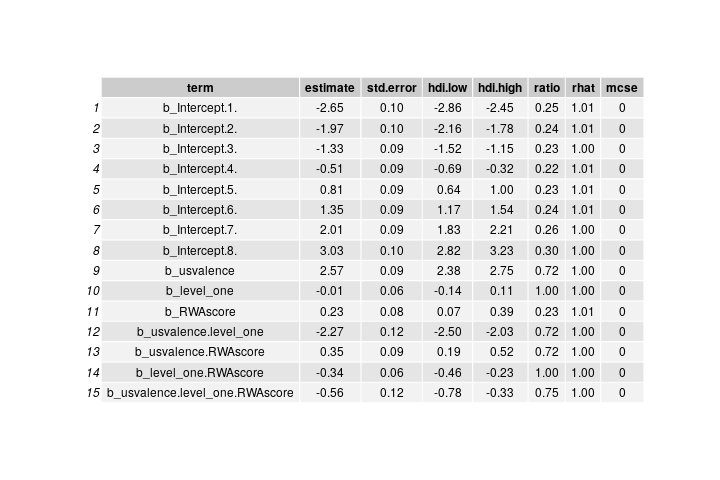 term estimate std.error hdi.low hdi.high ratio rhat mcse
1 b_Intercept.1. -2.65 0.10 -2.86 -2.45 0.25 1.01 0
2 b_Intercept.2. -1.97 0.10 -2.16 -1.78 0.24 1.01 0
3 b_Intercept.3. -1.33 0.09 -1.52 -1.15 0.23 1.00 0
4 b_Intercept.4. -0.51 0.09 -0.69 -0.32 0.22 1.01 0
5 b_Intercept.5. 0.81 0.09 0.64 1.00 0.23 1.01 0
6 b_Intercept.6. 1.35 0.09 1.17 1.54 0.24 1.01 0
7 b_Intercept.7. 2.01 0.09 1.83 2.21 0.26 1.00 0
8 b_Intercept.8. 3.03 0.10 2.82 3.23 0.30 1.00 0
9 b_usvalence 2.57 0.09 2.38 2.75 0.72 1.00 0
10 b_level_one -0.01 0.06 -0.14 0.11 1.00 1.00 0
11 b_RWAscore 0.23 0.08 0.07 0.39 0.23 1.01 0
12 b_usvalence.level_one -2.27 0.12 -2.50 -2.03 0.72 1.00 0
13 b_usvalence.RWAscore 0.35 0.09 0.19 0.52 0.72 1.00 0
14 b_level_one.RWAscore -0.34 0.06 -0.46 -0.23 1.00 1.00 0
15 b_usvalence.level_one.RWAscore -0.56 0.12 -0.78 -0.33 0.75 1.00 0